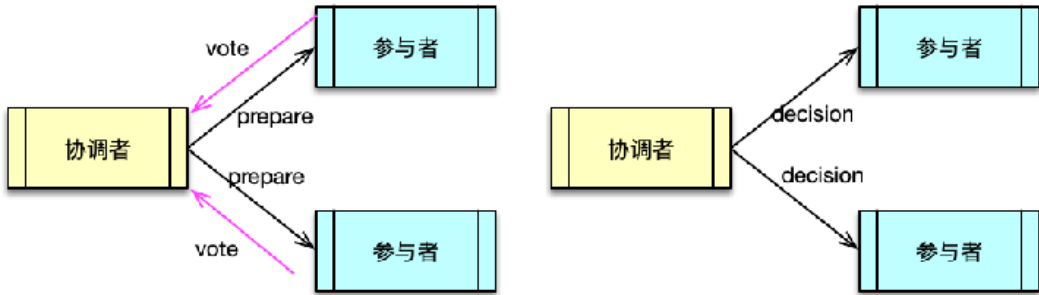 vote
参与者
prepare
协调者
prepare
vote
参与者
参与者
decision
协调者
decision
参与者